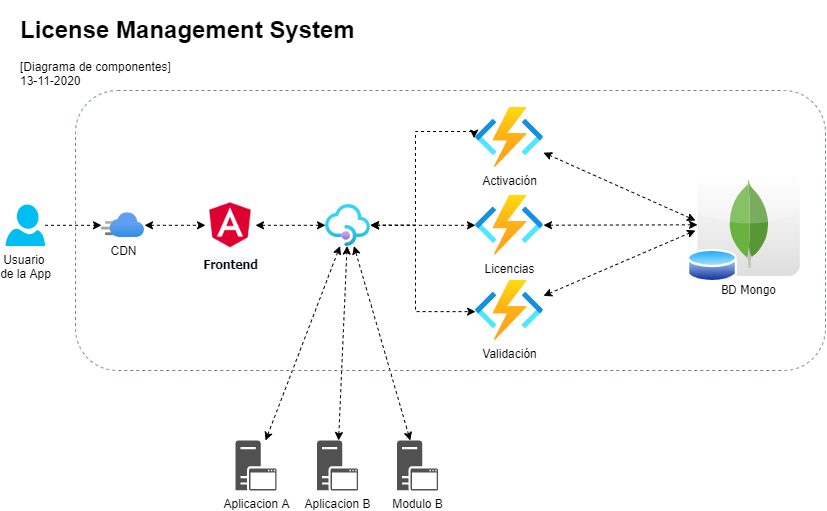 License Management System
[Diagrama de componentes]
13-11-2020
Activación
Usuario
de la App
CDN
Frontend
Licencias
BD Mongo
Validación
Aplicacion A
Aplicacion B
Modulo B